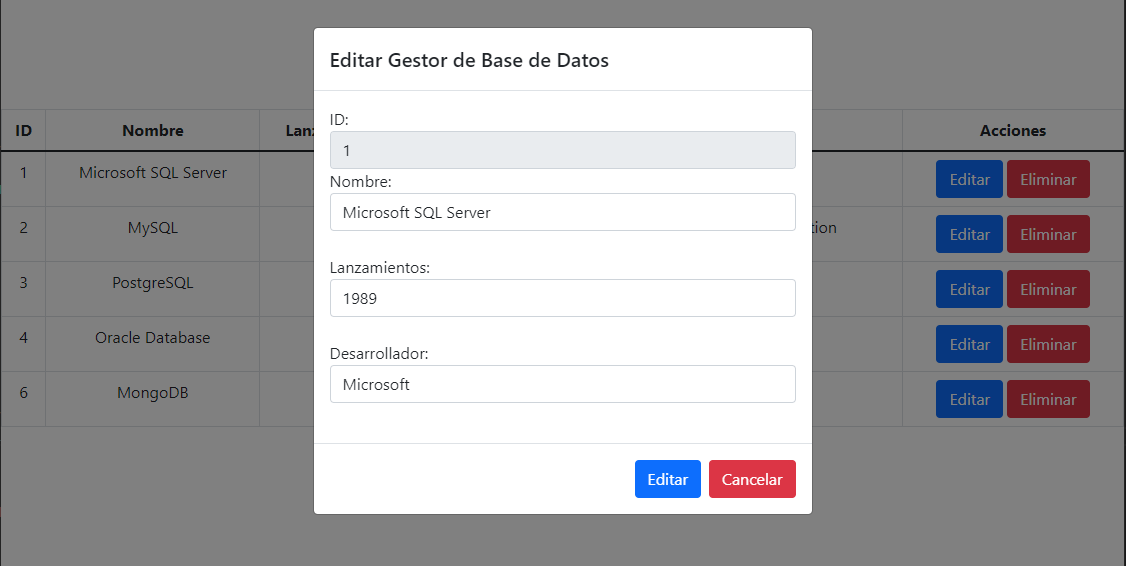 Editar Gestor de Base de Datos
ID:
1
Nombre:
Microsoft SQL Server
Lanzamientos:
1989
Desarrollador:
Microsoft
Editar Cancelar
ID Nombre Acciones
1 Microsoft SQL Server Editar Eliminar
2 MySQL Editar Eliminar
3 PostgreSQL Editar Eliminar
4 Oracle Database Editar Eliminar
6 MongoDB Editar Eliminar